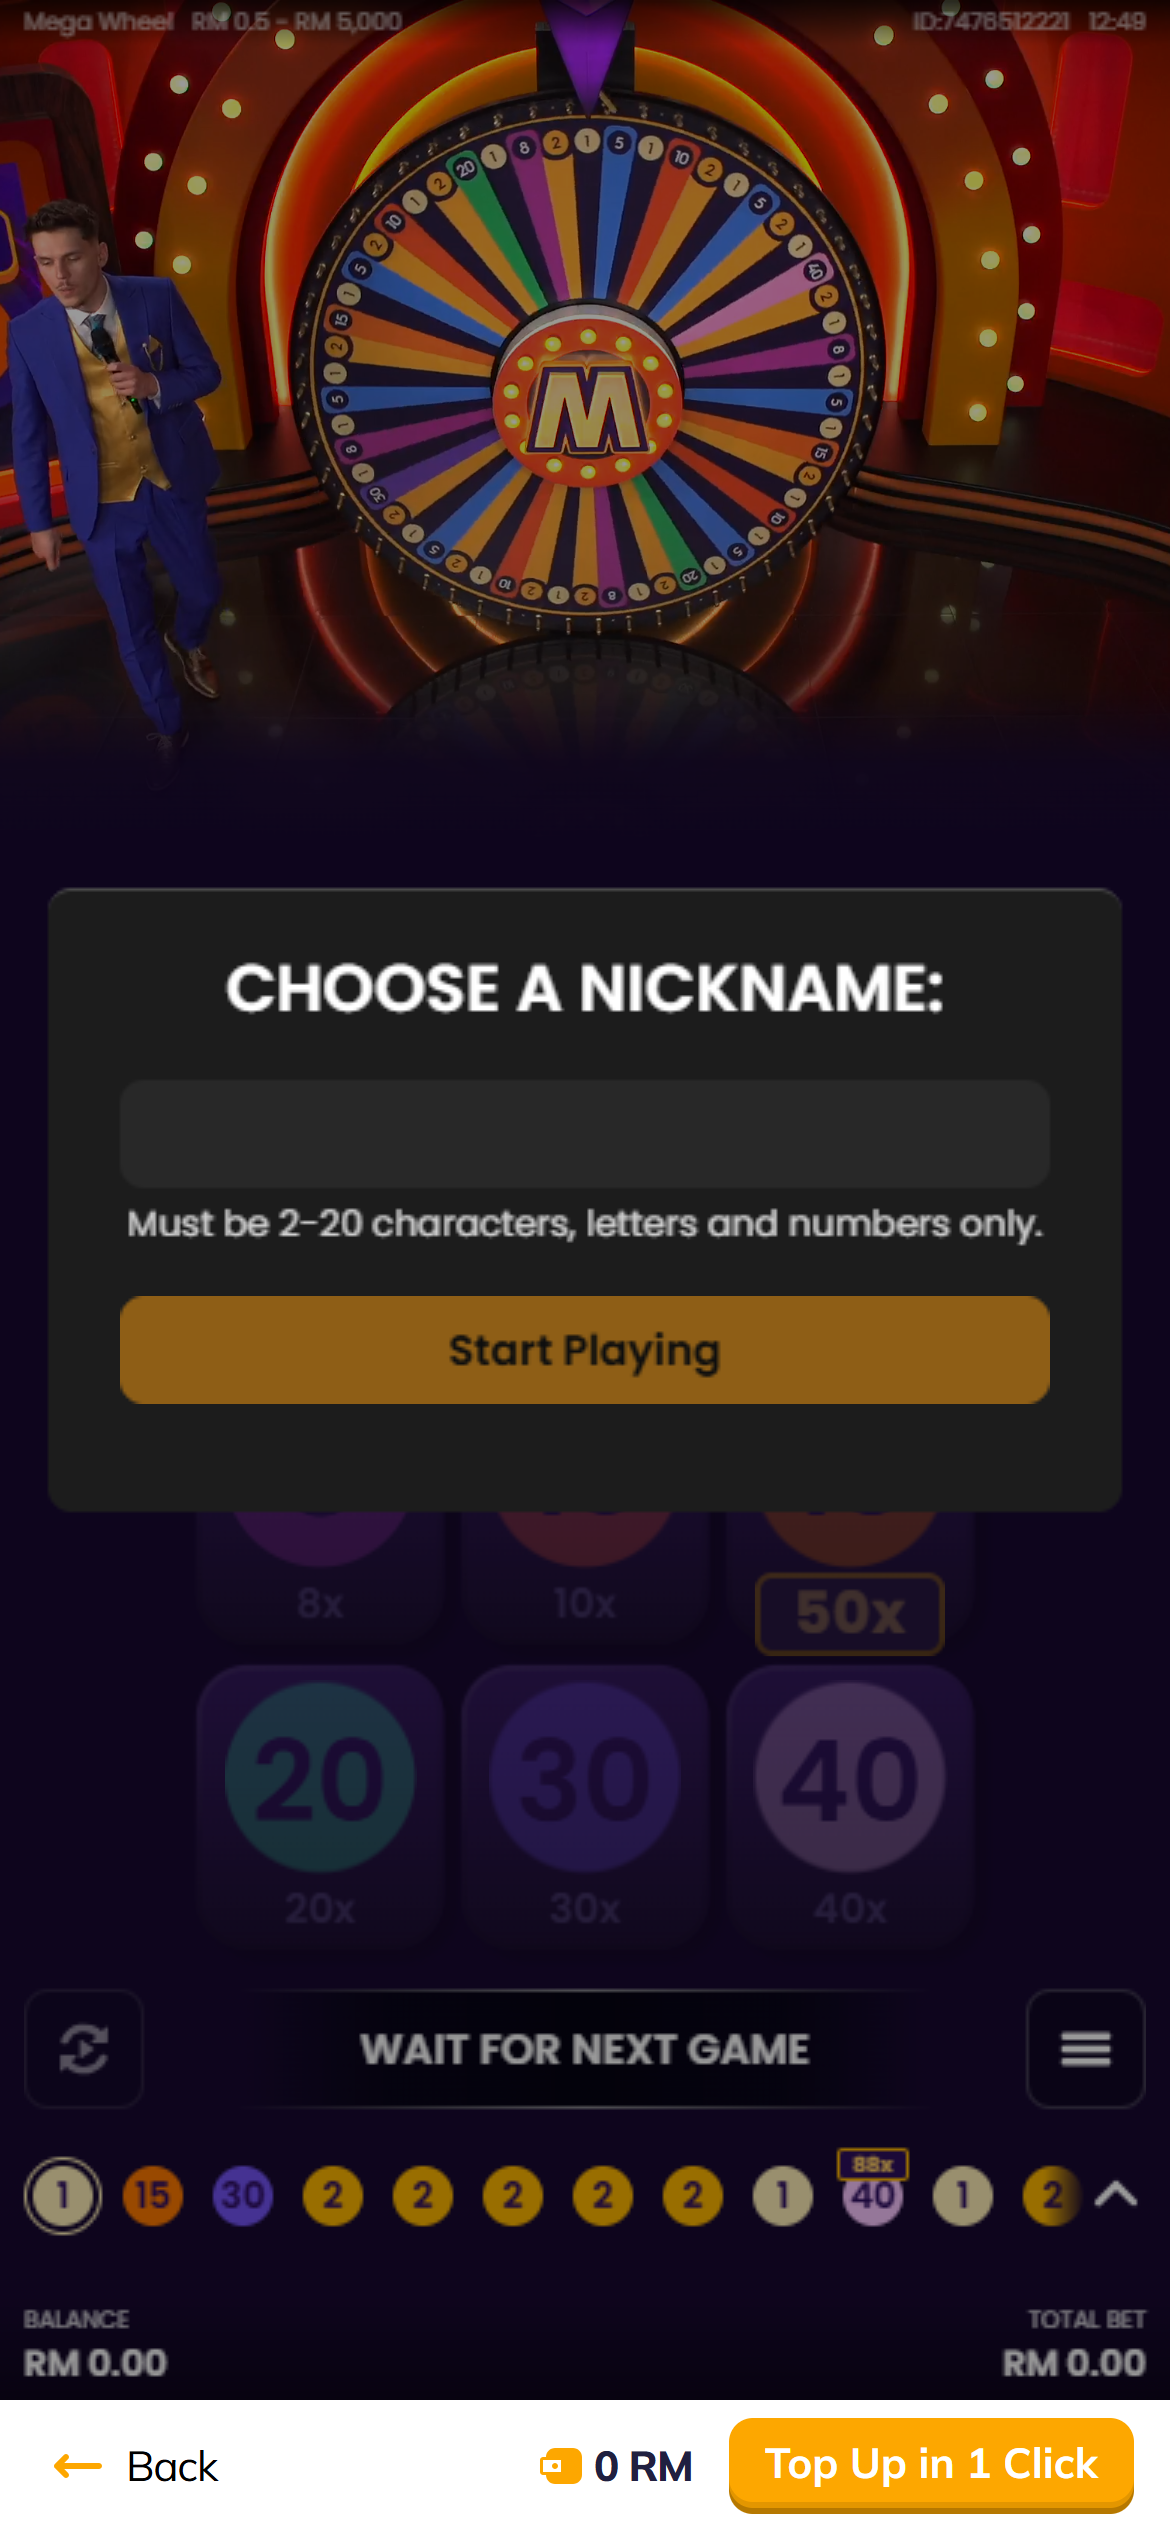 Mega Wheel RM 0.5 - RM 5,000 ID:7476512221 12:49
M
CHOOSE A NICKNAME:
Must be 2-20 characters, letters and numbers only.
Start Playing
8x 10x 50x
20 30 40
20x 30x 40x
WAIT FOR NEXT GAME
88x
1 15 30 2 2 2 2 2 1 40 1 2
BALANCE TOTAL BET
RM 0.00 RM 0.00
Back 0 RM Top Up in 1 Click